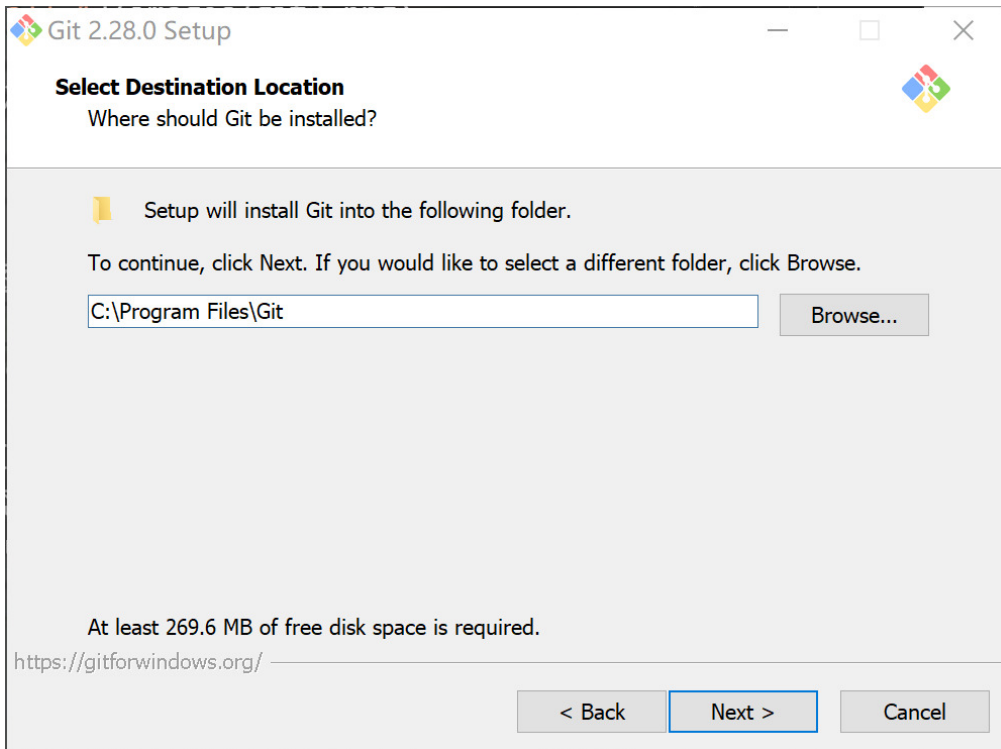 Git 2.28.0 Setup
Select Destination Location
Where should Git be installed?
Setup will install Git into the following folder.
To continue, click Next. If you would like to select a different folder, click Browse.
C:\Program Files\Git
Browse...
At least 269.6 MB of free disk space is required.
https://gitforwindows.org/
< Back
Next >
Cancel